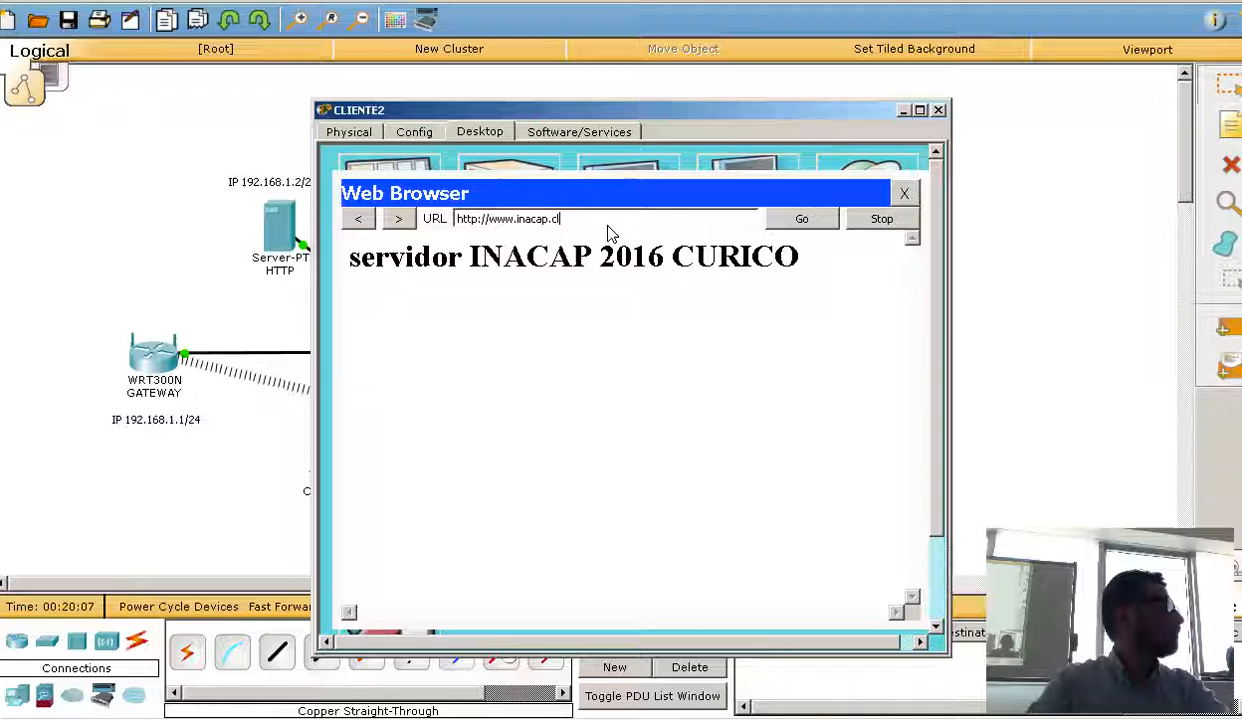 Logical
[Root]
New Cluster
Move Object
Set Tiled Background
Viewport
CLIENTE2
Physical
Config
Desktop
Software/Services
IP 192.168.1.2/2
Web Browser
X
<
>
URL
http://www.inacap.cl
Go
Stop
servidor INACAP 2016 CURICO
Server-PT
HTTP
WRT300N
GATEWAY
IP 192.168.1.1/24
Time: 00:20:07
Power Cycle Devices
Fast Forwar
Connections
New
Delete
Toggle PDU List Window
Copper Straight-Through